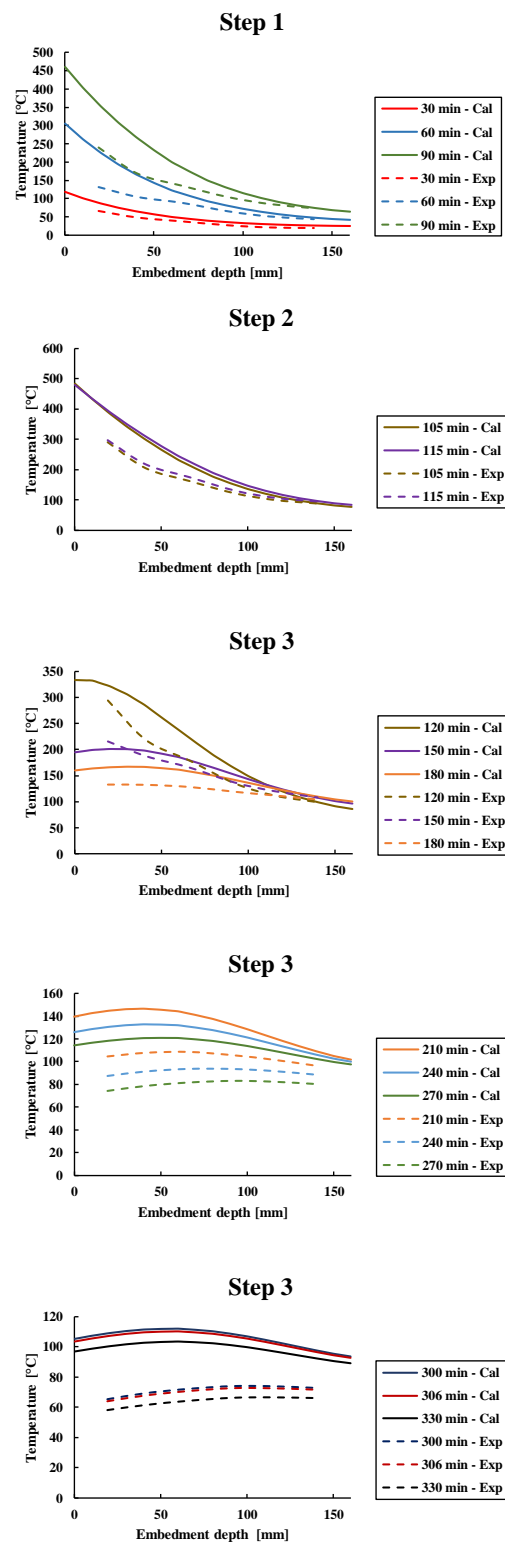 Step 1
Temperature [°C]
500
450
400
350
300
250
200
150
100
50
0
0
50
100
150
Embedment depth [mm]
30 min - Cal
60 min - Cal
90 min - Cal
30 min - Exp
60 min - Exp
90 min - Exp
Step 2
Temperature [°C]
600
500
400
300
200
100
0
0
50
100
150
Embedment depth [mm]
105 min - Cal
115 min - Cal
105 min - Exp
115 min - Exp
Step 3
Temperature [°C]
350
300
250
200
150
100
50
0
0
50
100
150
Embedment depth [mm]
120 min - Cal
150 min - Cal
180 min - Cal
120 min - Exp
150 min - Exp
180 min - Exp
Step 3
Temperature [°C]
160
140
120
100
80
60
40
20
0
0
50
100
150
Embedment depth [mm]
210 min - Cal
240 min - Cal
270 min - Cal
210 min - Exp
240 min - Exp
270 min - Exp
Step 3
Temperature [°C]
120
100
80
60
40
20
0
0
50
100
150
Embedment depth [mm]
300 min - Cal
306 min - Cal
330 min - Cal
300 min - Exp
306 min - Exp
330 min - Exp